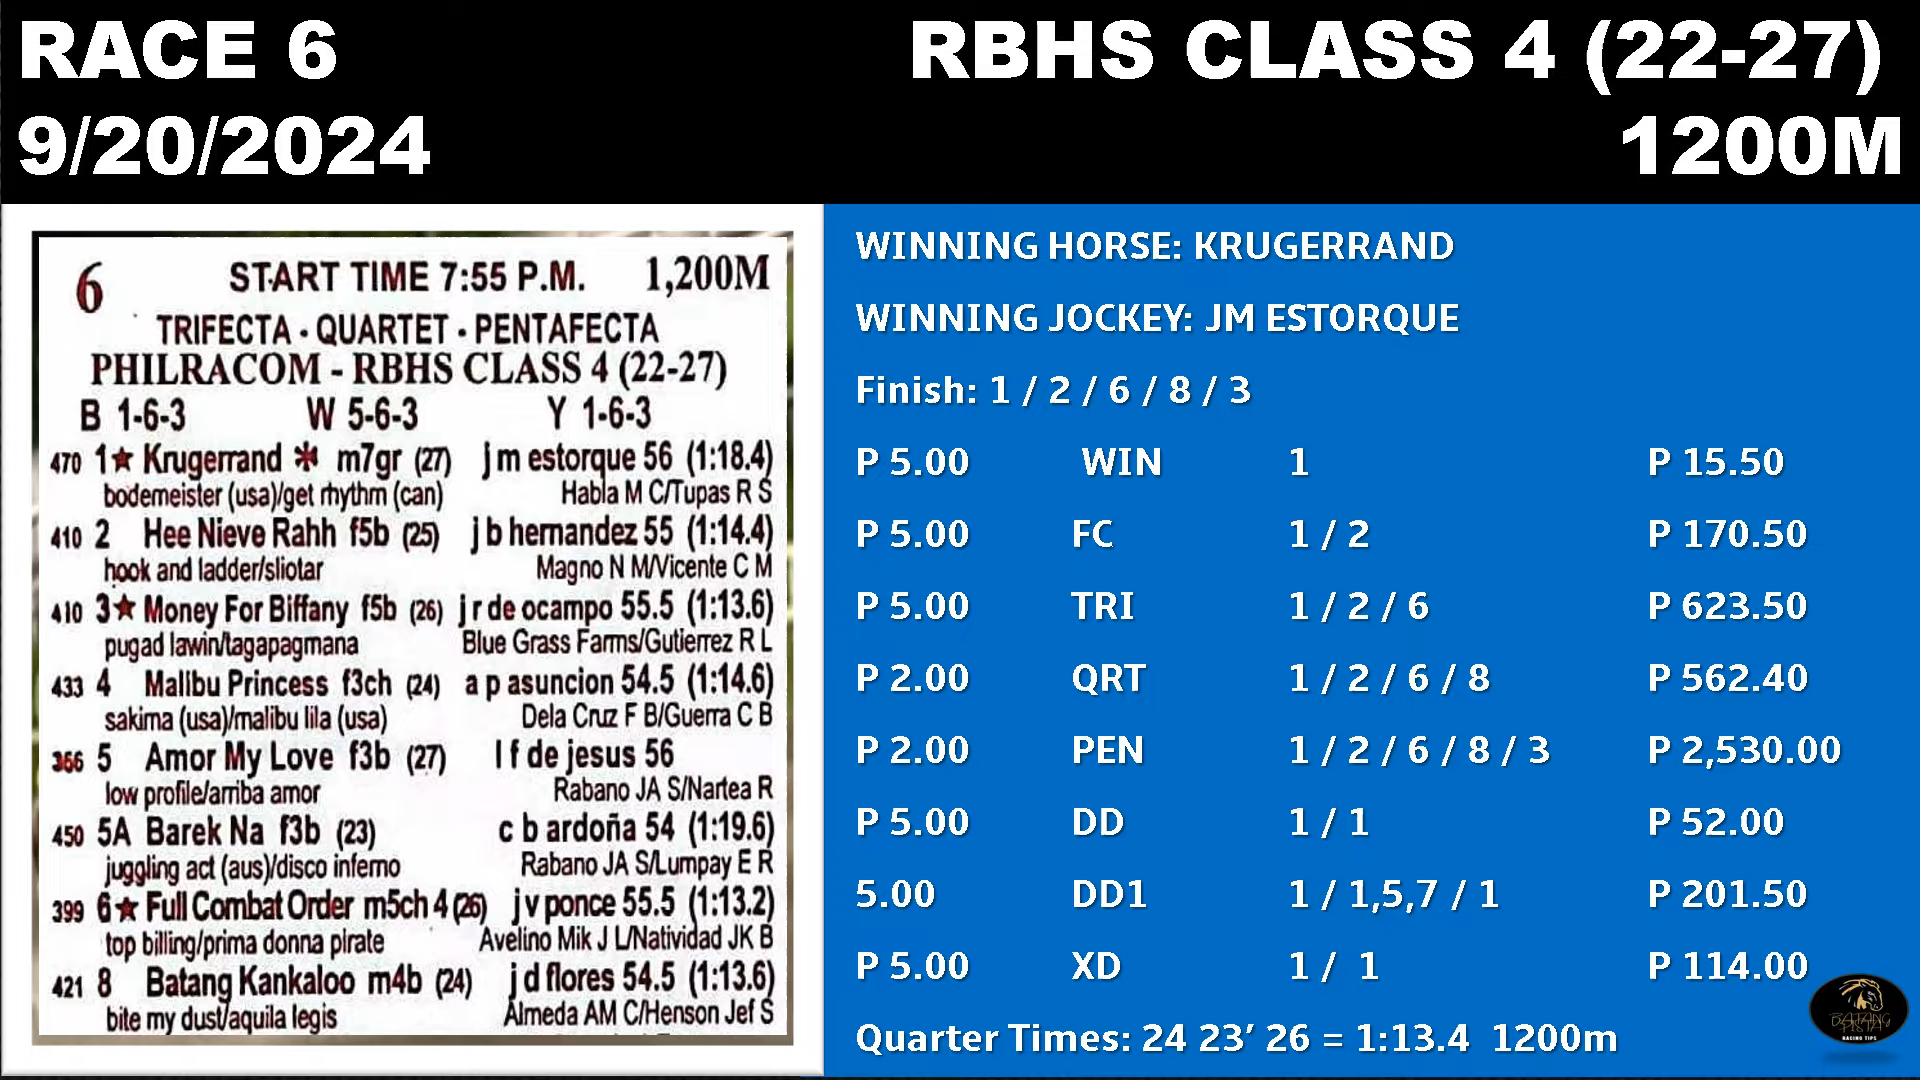 RACE 6
9/20/2024
RBHS CLASS 4 (22-27)
1200M
6 START TIME 7:55 P.M. 1,200M
TRIFECTA - QUARTET - PENTAFECTA
PHILRACOM - RBHS CLASS 4 (22-27)
B 1-6-3 W 5-6-3 Y 1-6-3
470 1★ Krugerrand ✱ m7gr (27) j m estorque 56 (1:18.4)
bodemeister (usa)/get rhythm (can) Habla M C/Tupas R S
410 2 Hee Nieve Rahh f5b (25) j b hernandez 55 (1:14.4)
hook and ladder/sliotar Magno N M/Vicente C M
410 3★ Money For Biffany f5b (26) j r de ocampo 55.5 (1:13.6)
pugad lawin/tagapagmana Blue Grass Farms/Gutierrez R L
433 4 Malibu Princess f3ch (24) a p asuncion 54.5 (1:14.6)
sakima (usa)/malibu lila (usa) Dela Cruz F B/Guerra C B
366 5 Amor My Love f3b (27) l f de jesus 56
low profile/arriba amor Rabano JA S/Nartea R
450 5A Barek Na f3b (23) c b ardoña 54 (1:19.6)
juggling act (aus)/disco inferno Rabano JA S/Lumpay E R
399 6★ Full Combat Order m5ch 4 (26) j v ponce 55.5 (1:13.2)
top billing/prima donna pirate Avelino Mik J L/Natividad JK B
421 8 Batang Kankaloo m4b (24) j d flores 54.5 (1:13.6)
bite my dust/aquila legis Almeda AM C/Henson Jef S
WINNING HORSE: KRUGERRAND
WINNING JOCKEY: JM ESTORQUE
Finish: 1 / 2 / 6 / 8 / 3
P 5.00 WIN 1 P 15.50
P 5.00 FC 1 / 2 P 170.50
P 5.00 TRI 1 / 2 / 6 P 623.50
P 2.00 QRT 1 / 2 / 6 / 8 P 562.40
P 2.00 PEN 1 / 2 / 6 / 8 / 3 P 2,530.00
P 5.00 DD 1 / 1 P 52.00
5.00 DD1 1 / 1,5,7 / 1 P 201.50
P 5.00 XD 1 / 1 P 114.00
Quarter Times: 24 23’ 26 = 1:13.4 1200m
BATANG
PISTA
RACING TIPS